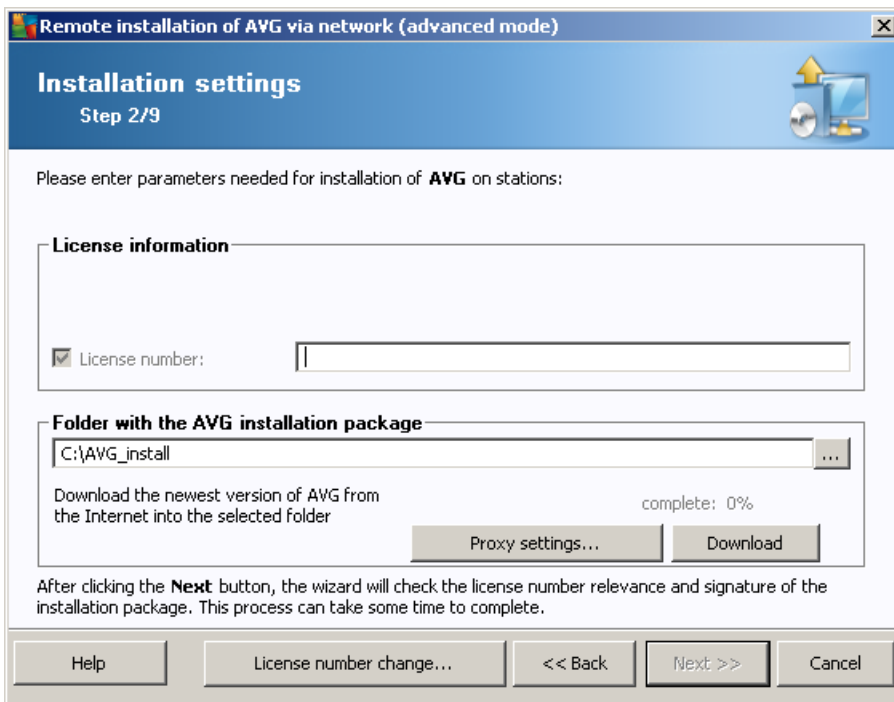 Remote installation of AVG via network (advanced mode)
Installation settings
Step 2/9
Please enter parameters needed for installation of AVG on stations:
License information
License number:
Folder with the AVG installation package
C:\AVG_install
...
Download the newest version of AVG from
the Internet into the selected folder
complete: 0%
Proxy settings...
Download
After clicking the Next button, the wizard will check the license number relevance and signature of the
installation package. This process can take some time to complete.
Help
License number change...
<< Back
Next >>
Cancel